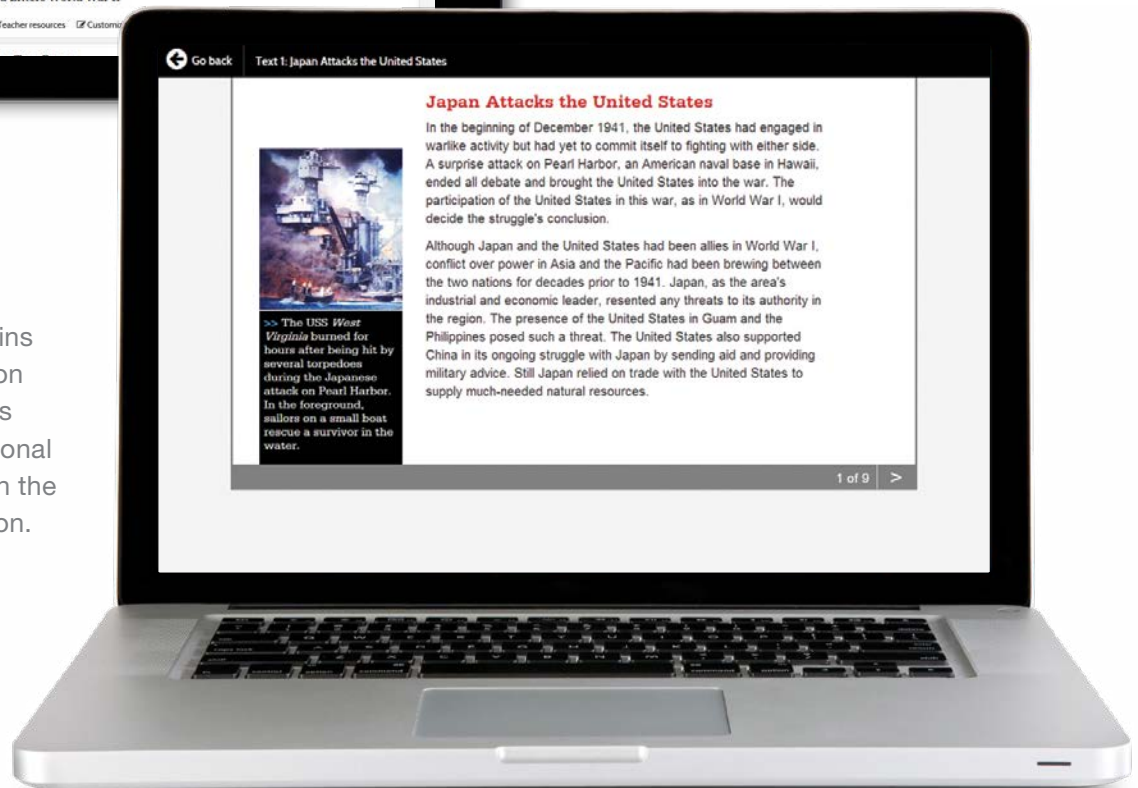 Teacher resources
Go back
Text 1: Japan Attacks the United States
Japan Attacks the United States
In the beginning of December 1941, the United States had engaged in
warlike activity but had yet to commit itself to fighting with either side.
A surprise attack on Pearl Harbor, an American naval base in Hawaii,
ended all debate and brought the United States into the war. The
participation of the United States in this war, as in World War I, would
decide the struggle's conclusion.
Although Japan and the United States had been allies in World War I,
conflict over power in Asia and the Pacific had been brewing between
the two nations for decades prior to 1941. Japan, as the area's
industrial and economic leader, resented any threats to its authority in
the region. The presence of the United States in Guam and the
Philippines posed such a threat. The United States also supported
China in its ongoing struggle with Japan by sending aid and providing
military advice. Still Japan relied on trade with the United States to
supply much-needed natural resources.
>> The USS West
Virginia burned for
hours after being hit by
several torpedoes
during the Japanese
attack on Pearl Harbor.
In the foreground,
sailors on a small boat
rescue a survivor in the
water.
1 of 9 >
ins
on
s
onal
n the
on.
command
option